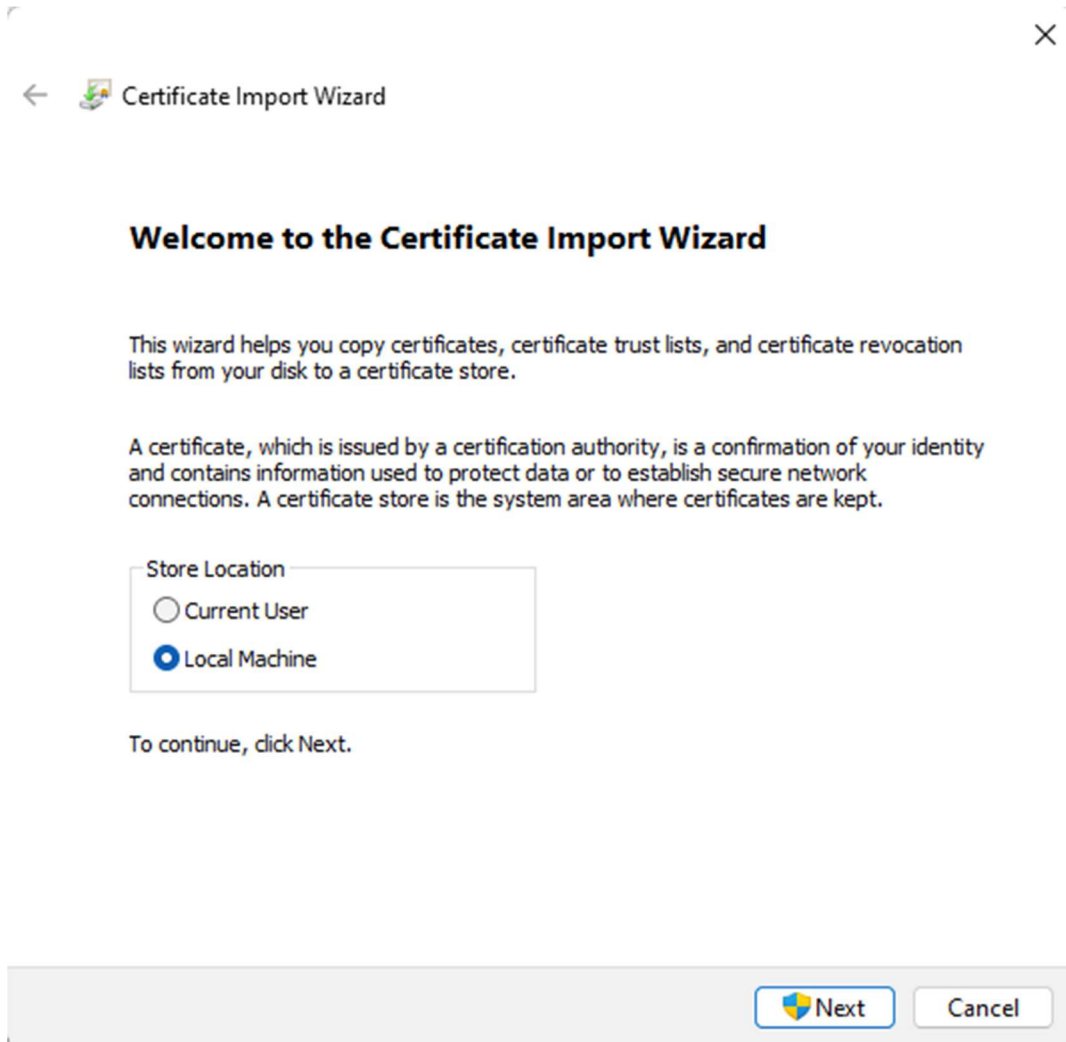 Certificate Import Wizard
Welcome to the Certificate Import Wizard
This wizard helps you copy certificates, certificate trust lists, and certificate revocation
lists from your disk to a certificate store.
A certificate, which is issued by a certification authority, is a confirmation of your identity
and contains information used to protect data or to establish secure network
connections. A certificate store is the system area where certificates are kept.
Store Location
Current User
Local Machine
To continue, click Next.
Next
Cancel